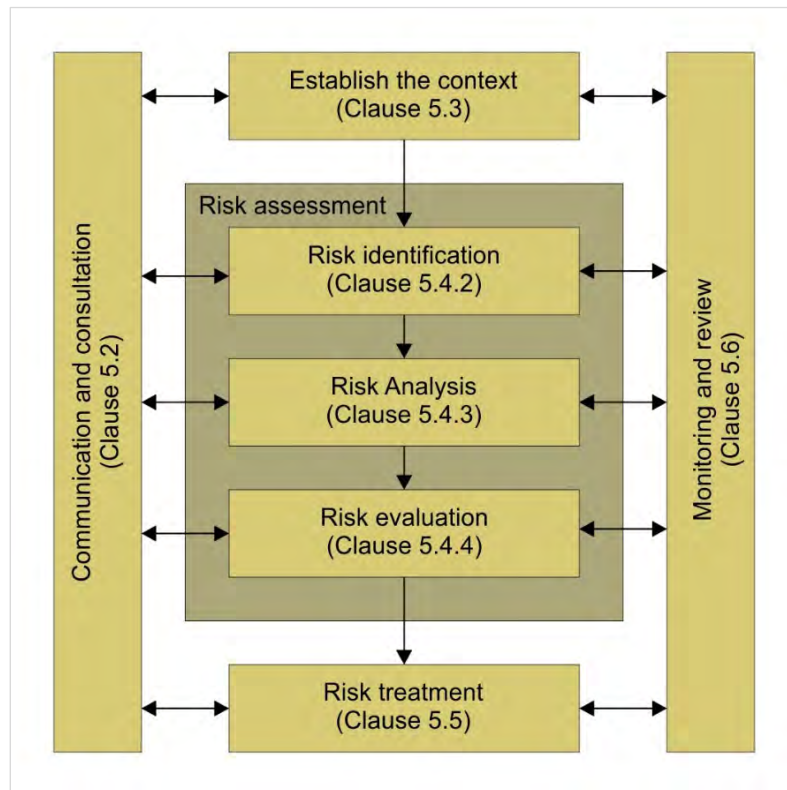 Establish the context
(Clause 5.3)
Risk assessment
Risk identification
(Clause 5.4.2)
Risk Analysis
(Clause 5.4.3)
Risk evaluation
(Clause 5.4.4)
Risk treatment
(Clause 5.5)
Communication and consultation
(Clause 5.2)
Monitoring and review
(Clause 5.6)